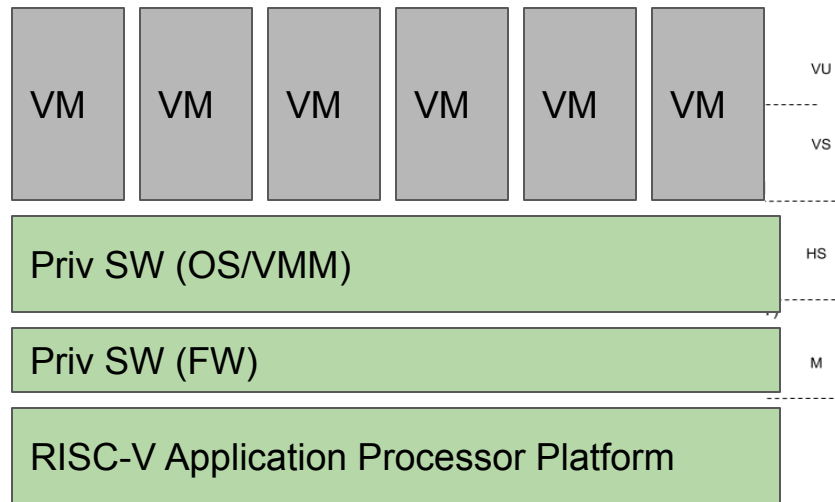 VM VM VM VM VM VM
VU
VS
Priv SW (OS/VMM)
HS
Priv SW (FW)
M
RISC-V Application Processor Platform